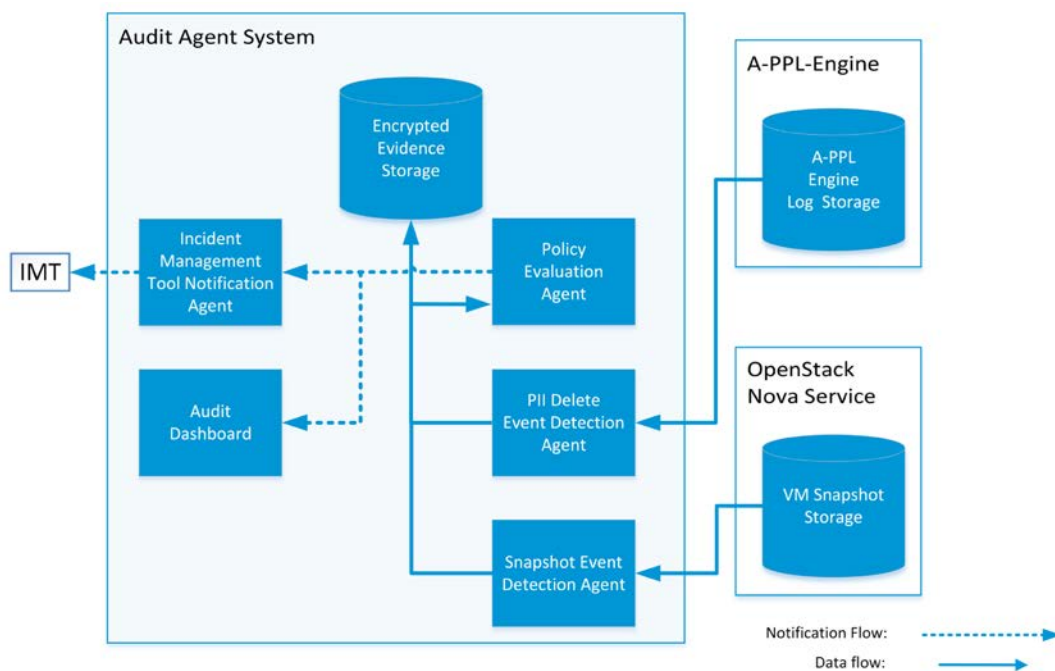 Audit Agent System
Encrypted
Evidence
Storage
Incident
Management
Tool Notification
Agent
IMT
Policy
Evaluation
Agent
Audit
Dashboard
PII Delete
Event Detection
Agent
Snapshot Event
Detection Agent
A-PPL-Engine
A-PPL
Engine
Log Storage
OpenStack
Nova Service
VM Snapshot
Storage
Notification Flow:
Data flow: